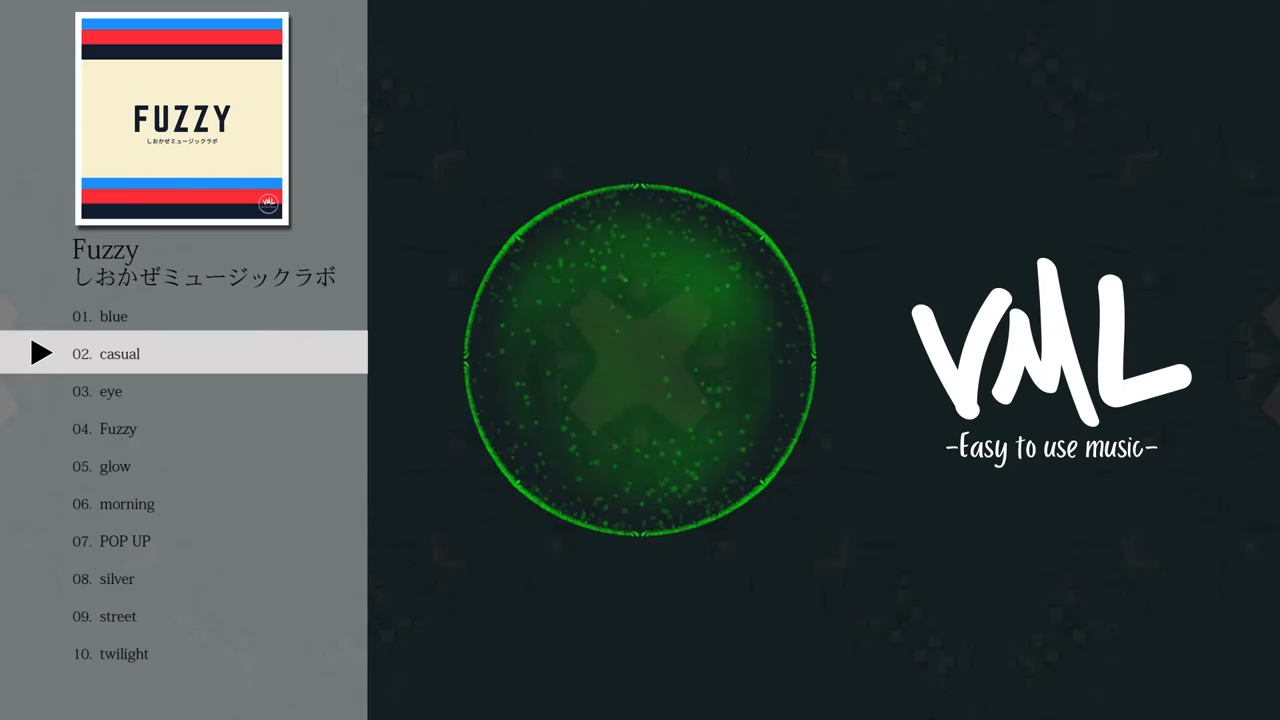 FUZZY
しおかぜミュージックラボ
VML
Fuzzy
しおかぜミュージックラボ
01. blue
02. casual
03. eye
04. Fuzzy
05. glow
06. morning
07. POP UP
08. silver
09. street
10. twilight
VML
-Easy to use music-